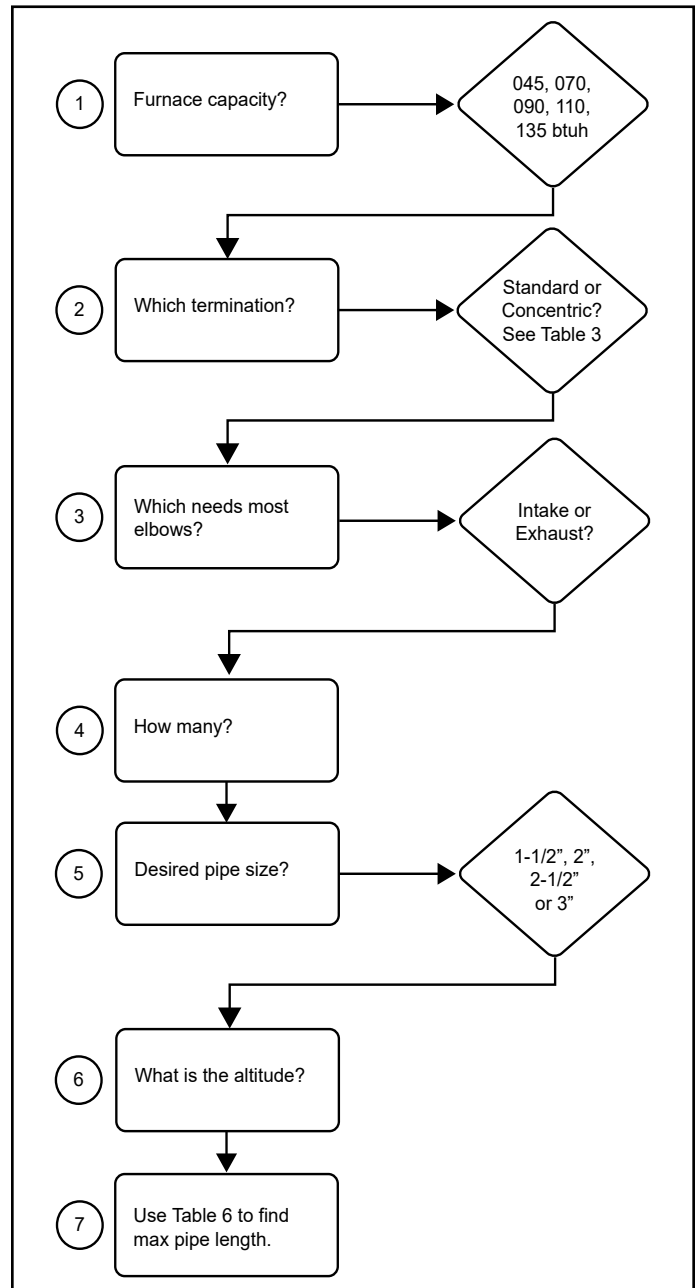 1
Furnace capacity?
045, 070,
090, 110,
135 btuh
2
Which termination?
Standard or
Concentric?
See Table 3
3
Which needs most
elbows?
Intake or
Exhaust?
4
How many?
5
Desired pipe size?
1-1/2”, 2”,
2-1/2”
or 3”
6
What is the altitude?
7
Use Table 6 to find
max pipe length.